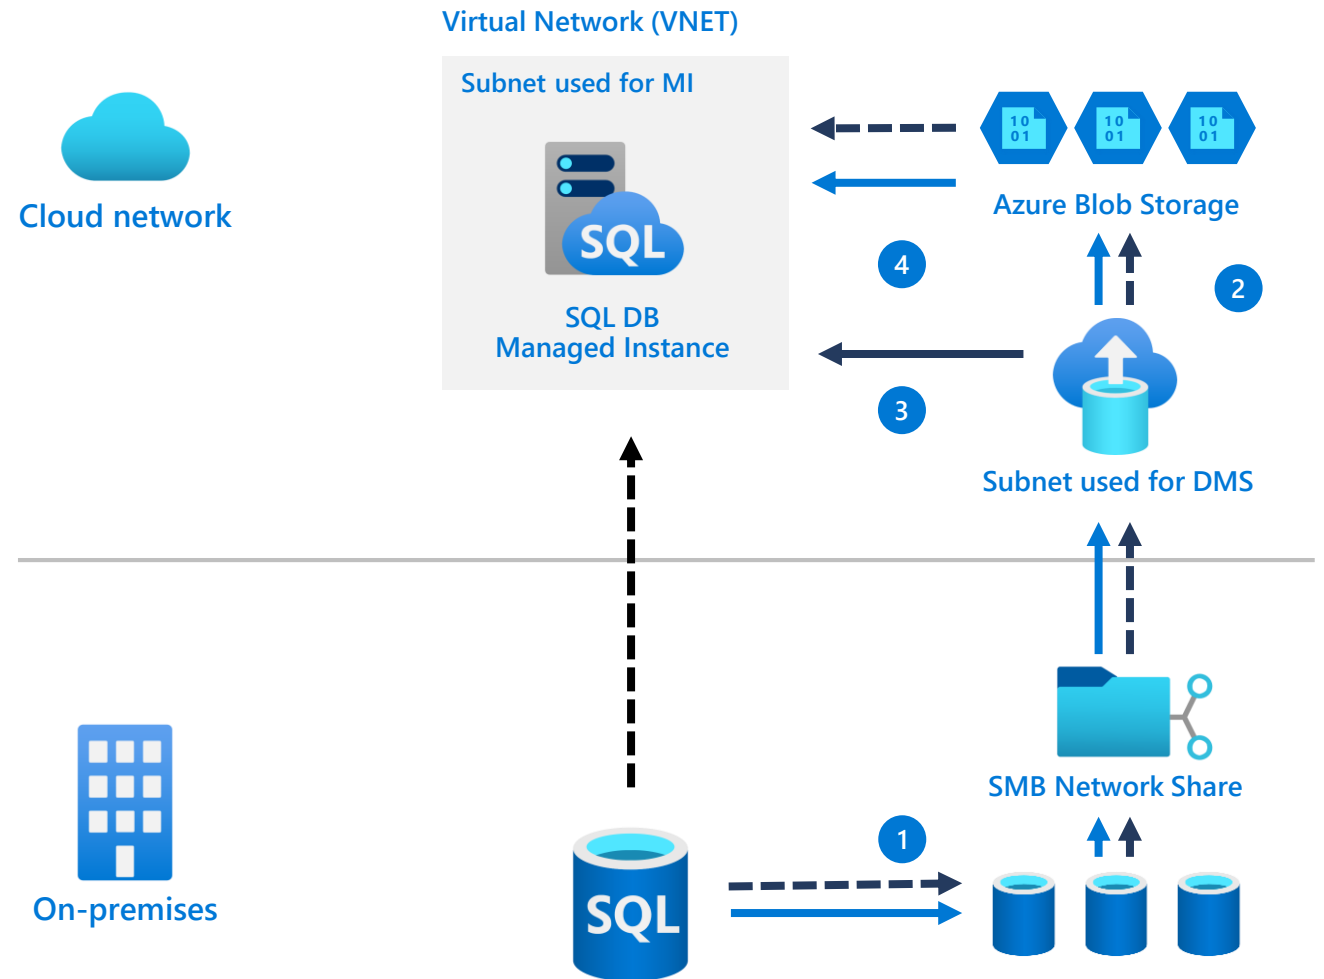 Virtual Network (VNET)
Subnet used for MI
10
01
10
01
10
01
Cloud network
Azure Blob Storage
SQL
4
2
SQL DB
Managed Instance
3
Subnet used for DMS
SMB Network Share
1
On-premises
SQL